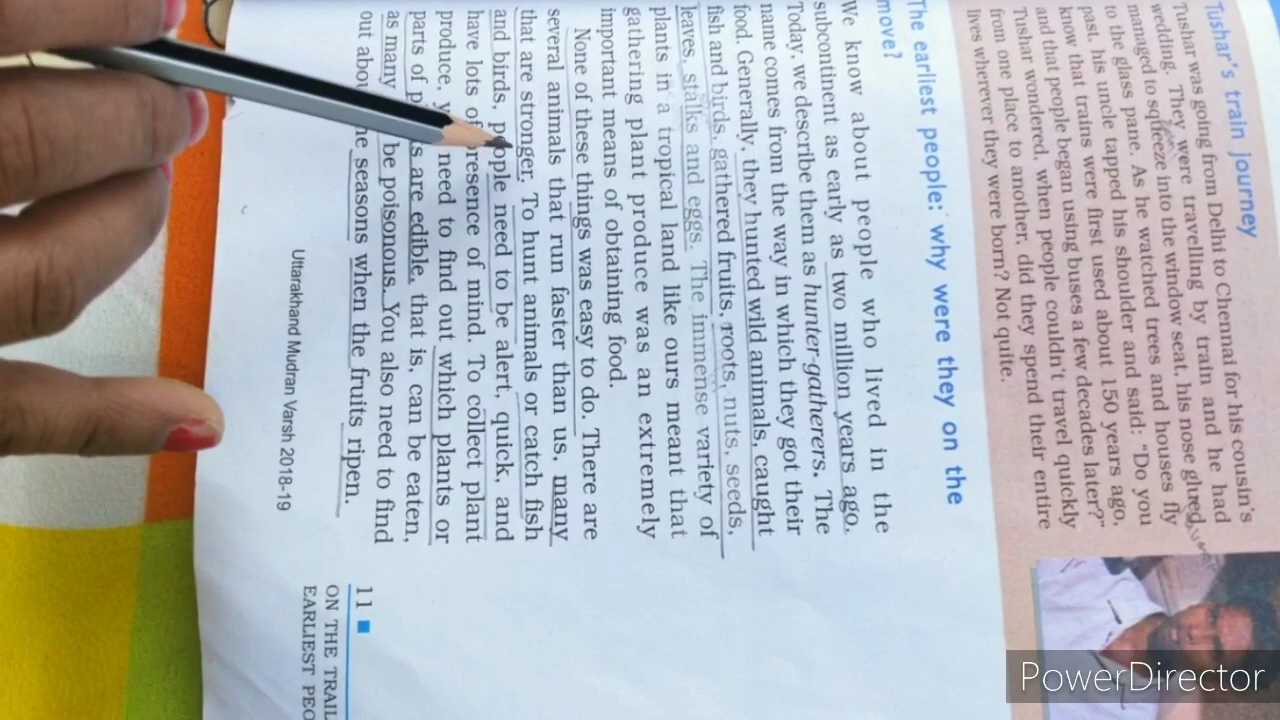 Tushar's train journey
Tushar was going from Delhi to Chennai for his cousin's
wedding. They were travelling by train and he had
managed to squeeze into the window seat, his nose glued
to the glass pane. As he watched trees and houses fly
past, his uncle tapped his shoulder and said: "Do you
know that trains were first used about 150 years ago,
and that people began using buses a few decades later?"
Tushar wondered, when people couldn't travel quickly
from one place to another, did they spend their entire
lives wherever they were born? Not quite.
The earliest people: why were they on the
move?
We know about people who lived in the
subcontinent as early as two million years ago.
Today, we describe them as hunter-gatherers. The
name comes from the way in which they got their
food. Generally, they hunted wild animals, caught
fish and birds, gathered fruits, roots, nuts, seeds,
leaves, stalks and eggs. The immense variety of
plants in a tropical land like ours meant that
gathering plant produce was an extremely
important means of obtaining food.
None of these things was easy to do. There are
several animals that run faster than us, many
that are stronger. To hunt animals or catch fish
and birds, people need to be alert, quick, and
have lots of presence of mind. To collect plant
produce, need to find out which plants or
parts of are edible, that is, can be eaten,
as many be poisonous. You also need to find
out seasons when the fruits ripen.
Uttarakhand Mudran Varsh 2018-19
11
ON THE TRAIL
EARLIEST PEO
PowerDirector